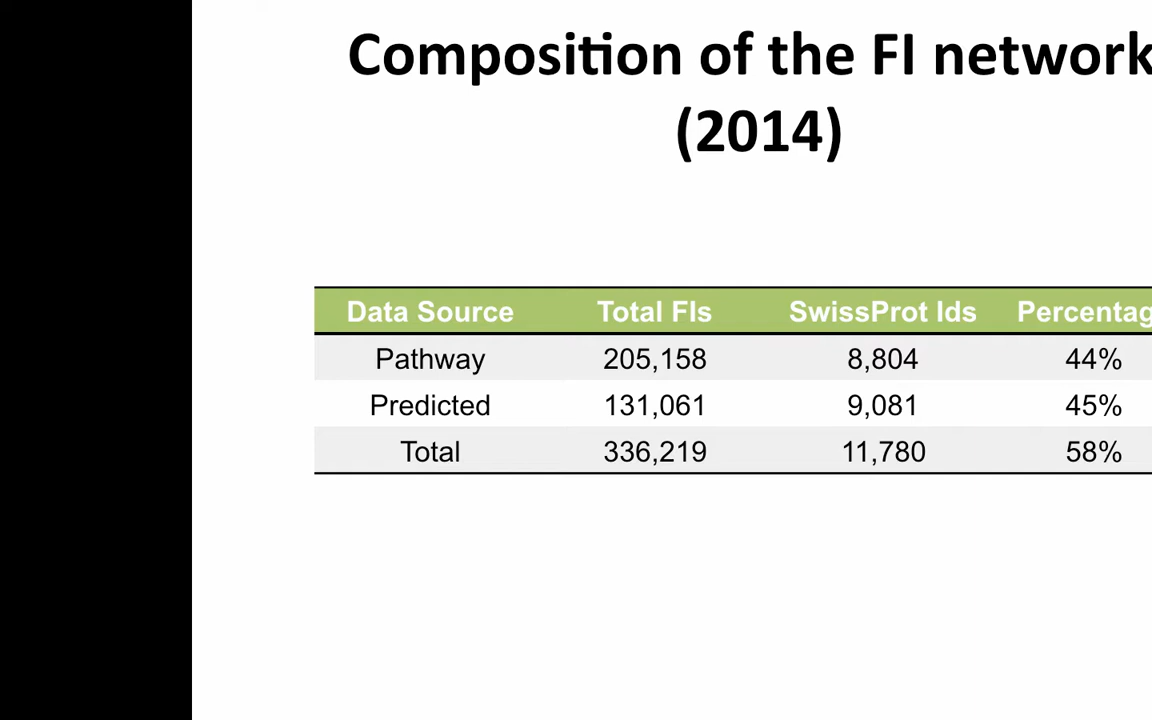 Composition of the FI network
(2014)
Data Source Total FIs SwissProt Ids Percentag
Pathway 205,158 8,804 44%
Predicted 131,061 9,081 45%
Total 336,219 11,780 58%